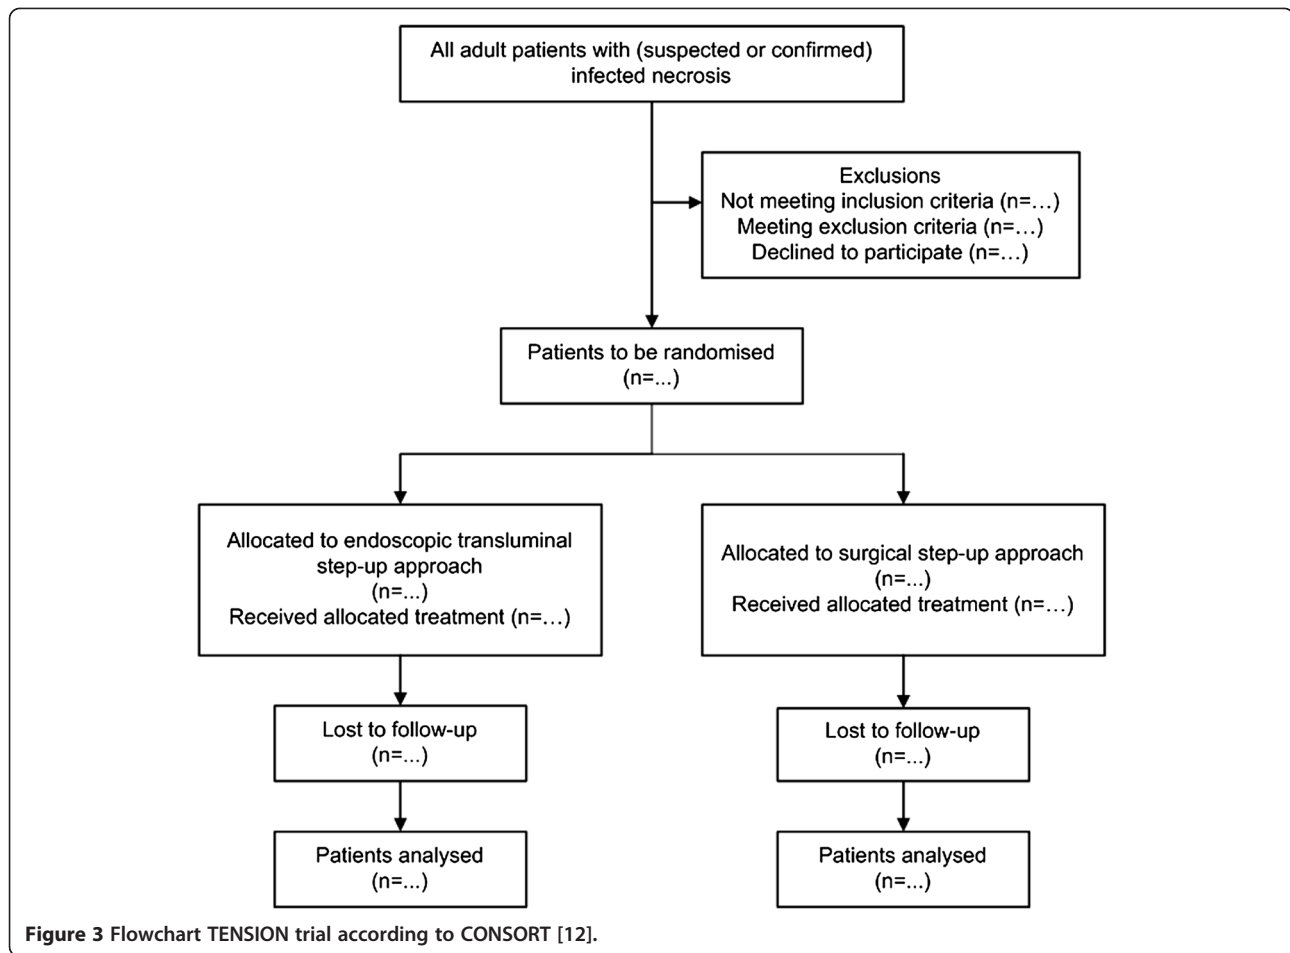 All adult patients with (suspected or confirmed)
infected necrosis
Exclusions
Not meeting inclusion criteria (n=…)
Meeting exclusion criteria (n=…)
Declined to participate (n=…)
Patients to be randomised
(n=...)
Allocated to endoscopic transluminal
step-up approach
(n=...)
Received allocated treatment (n=…)
Allocated to surgical step-up approach
(n=...)
Received allocated treatment (n=…)
Lost to follow-up
(n=...)
Lost to follow-up
(n=...)
Patients analysed
(n=...)
Patients analysed
(n=...)
Figure 3 Flowchart TENSION trial according to CONSORT [12].